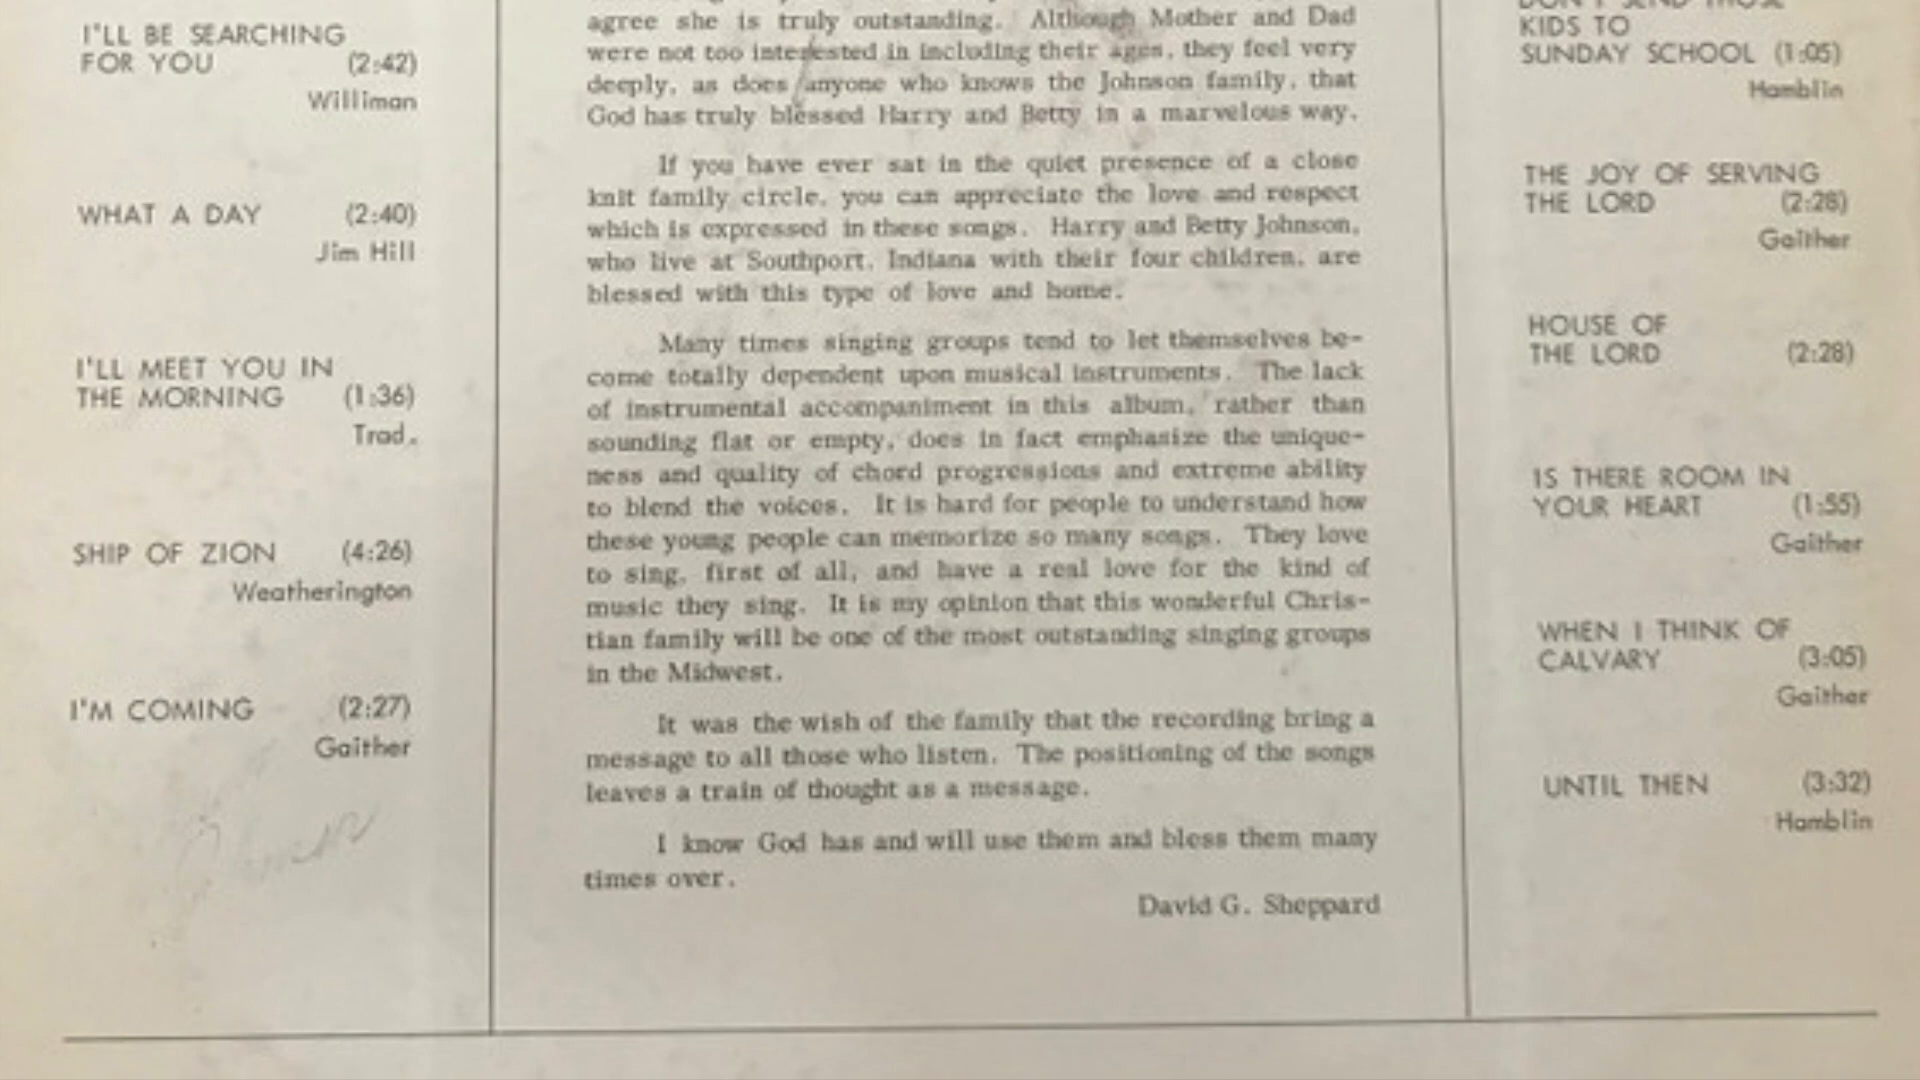 I'LL BE SEARCHING
FOR YOU (2:42)
Williman
WHAT A DAY (2:40)
Jim Hill
I'LL MEET YOU IN
THE MORNING (1:36)
Trad.
SHIP OF ZION (4:26)
Weatherington
I'M COMING (2:27)
Gaither
agree she is truly outstanding. Although Mother and Dad
were not too interested in including their ages, they feel very
deeply, as does anyone who knows the Johnson family, that
God has truly blessed Harry and Betty in a marvelous way.
If you have ever sat in the quiet presence of a close
knit family circle, you can appreciate the love and respect
which is expressed in these songs. Harry and Betty Johnson,
who live at Southport, Indiana with their four children, are
blessed with this type of love and home.
Many times singing groups tend to let themselves be-
come totally dependent upon musical instruments. The lack
of instrumental accompaniment in this album, rather than
sounding flat or empty, does in fact emphasize the unique-
ness and quality of chord progressions and extreme ability
to blend the voices. It is hard for people to understand how
these young people can memorize so many songs. They love
to sing, first of all, and have a real love for the kind of
music they sing. It is my opinion that this wonderful Chris-
tian family will be one of the most outstanding singing groups
in the Midwest.
It was the wish of the family that the recording bring a
message to all those who listen. The positioning of the songs
leaves a train of thought as a message.
I know God has and will use them and bless them many
times over.
David G. Sheppard
DON'T SEND THOSE
KIDS TO
SUNDAY SCHOOL (1:05)
Hamblin
THE JOY OF SERVING
THE LORD (2:28)
Gaither
HOUSE OF
THE LORD (2:28)
IS THERE ROOM IN
YOUR HEART (1:55)
Gaither
WHEN I THINK OF
CALVARY (3:05)
Gaither
UNTIL THEN (3:32)
Hamblin